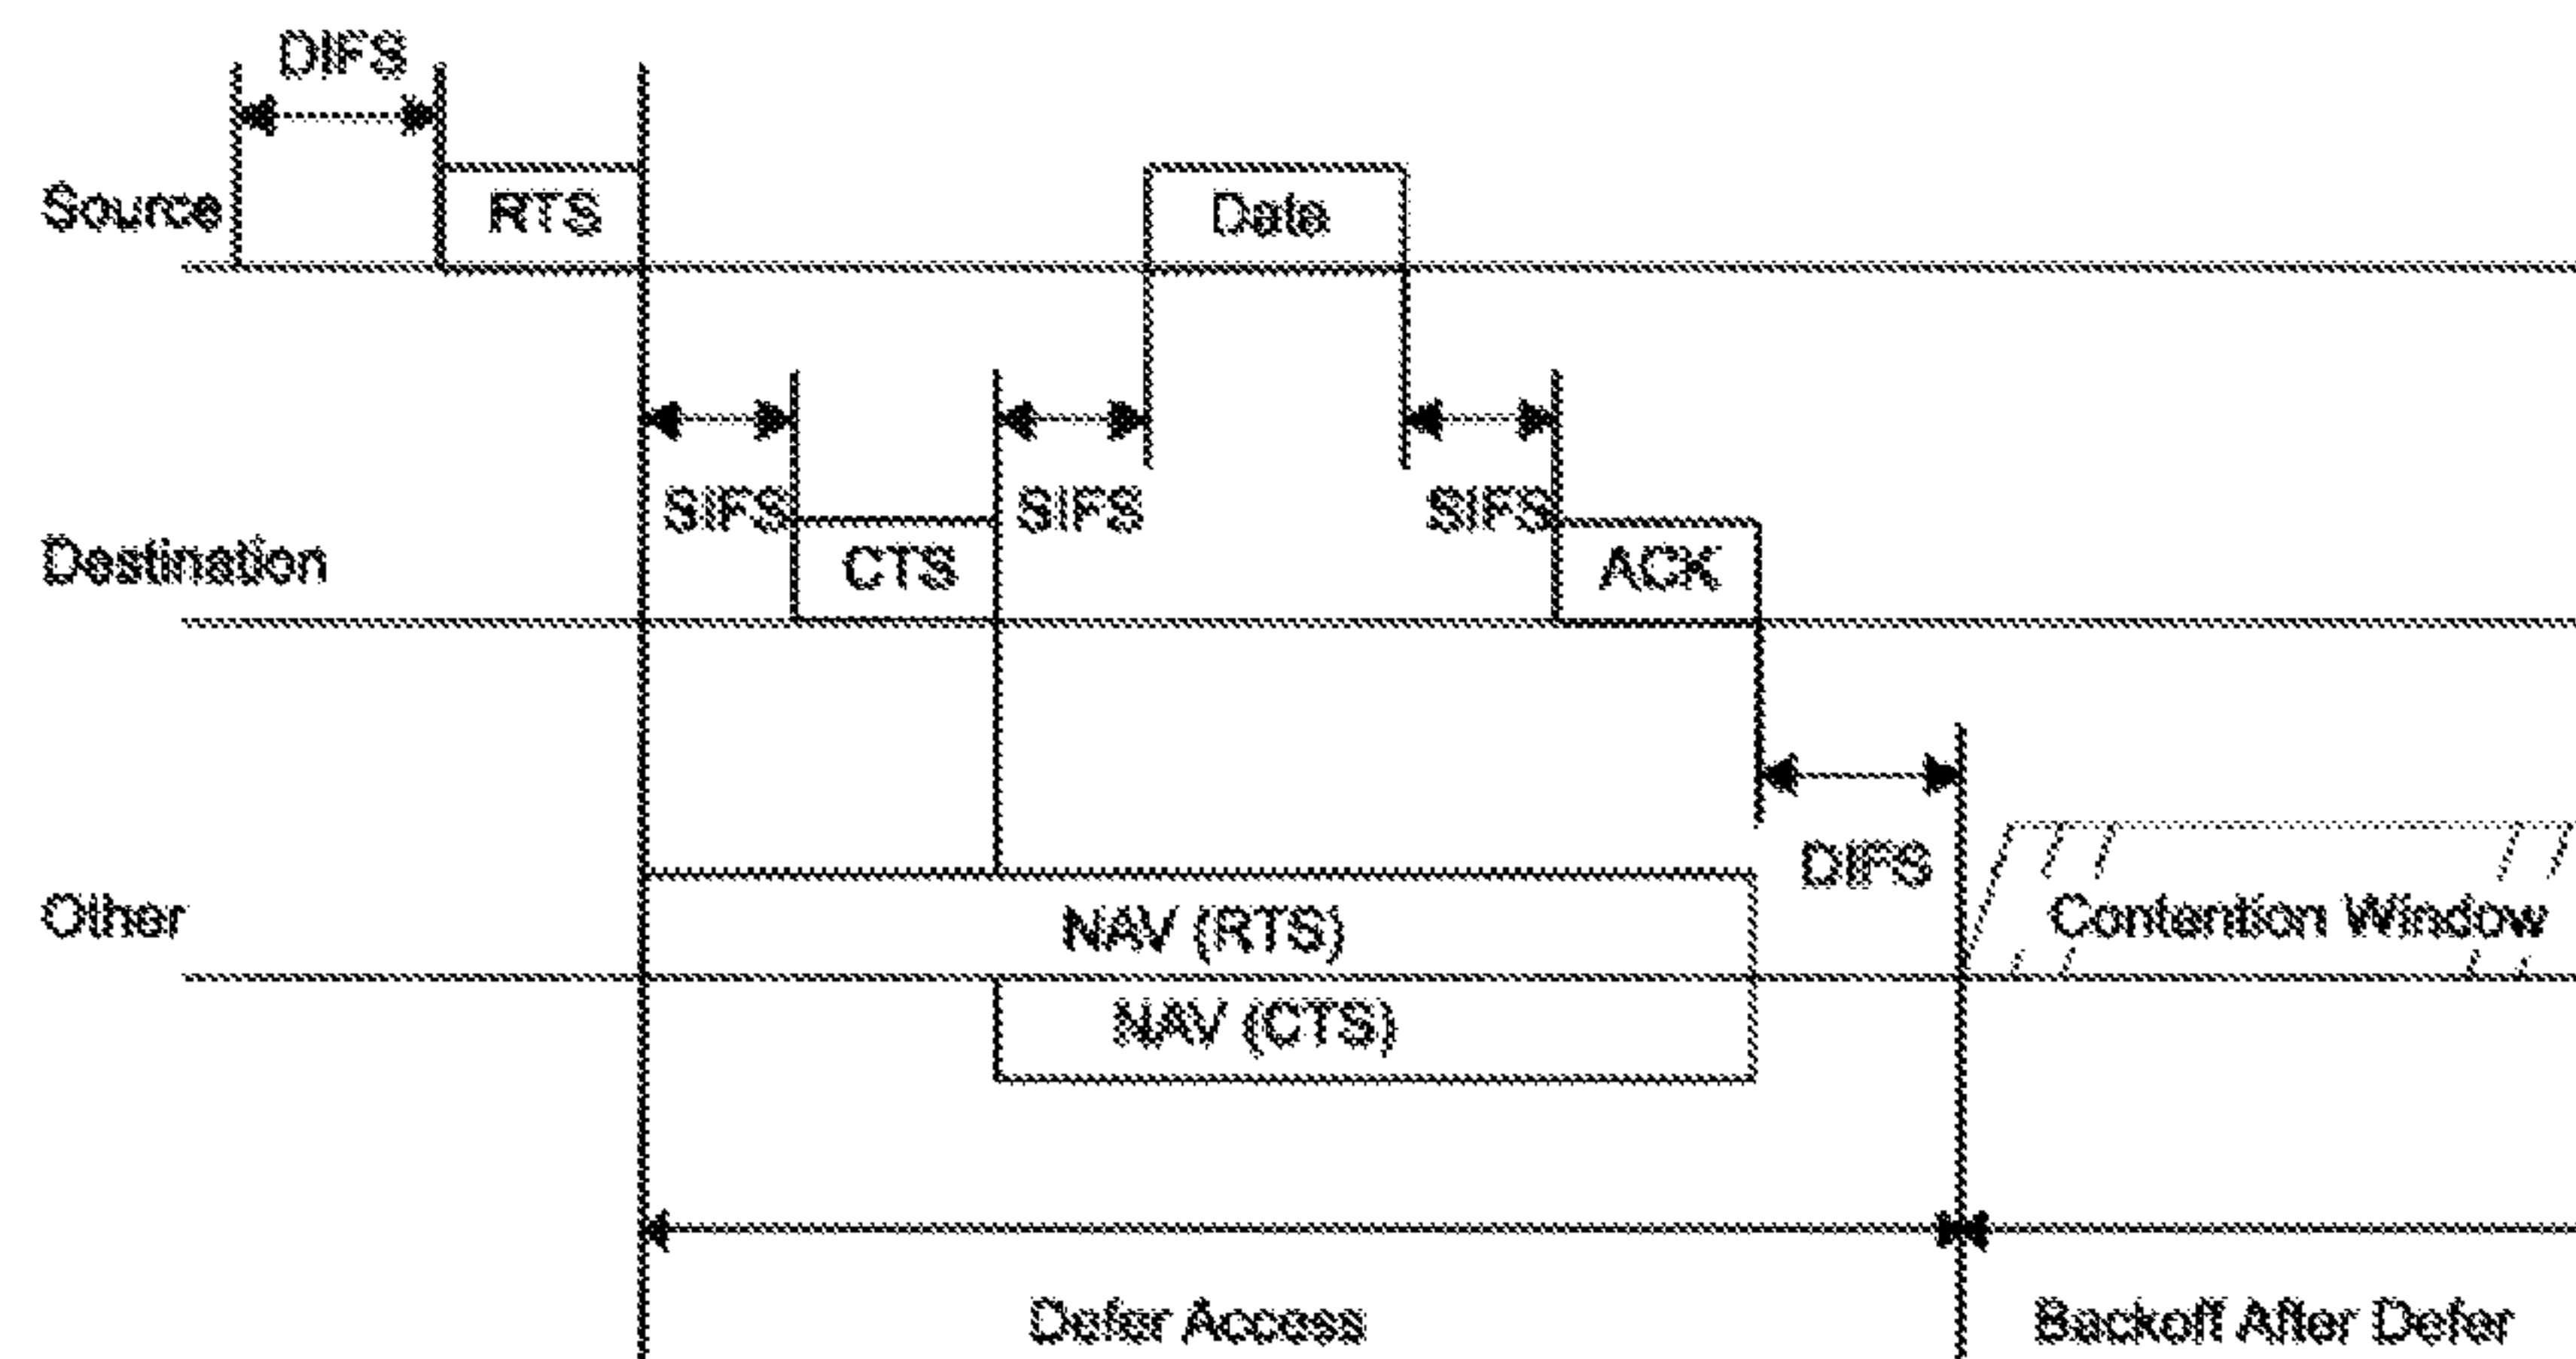 DIFS
Source
RTS
Date
SIFS
SIFS
SIFS
Destination
CTS
ACK
DIFS
Other
NAV (RTS)
Contention Window
NAV (CTS)
Defer Access
Backoff After Defer